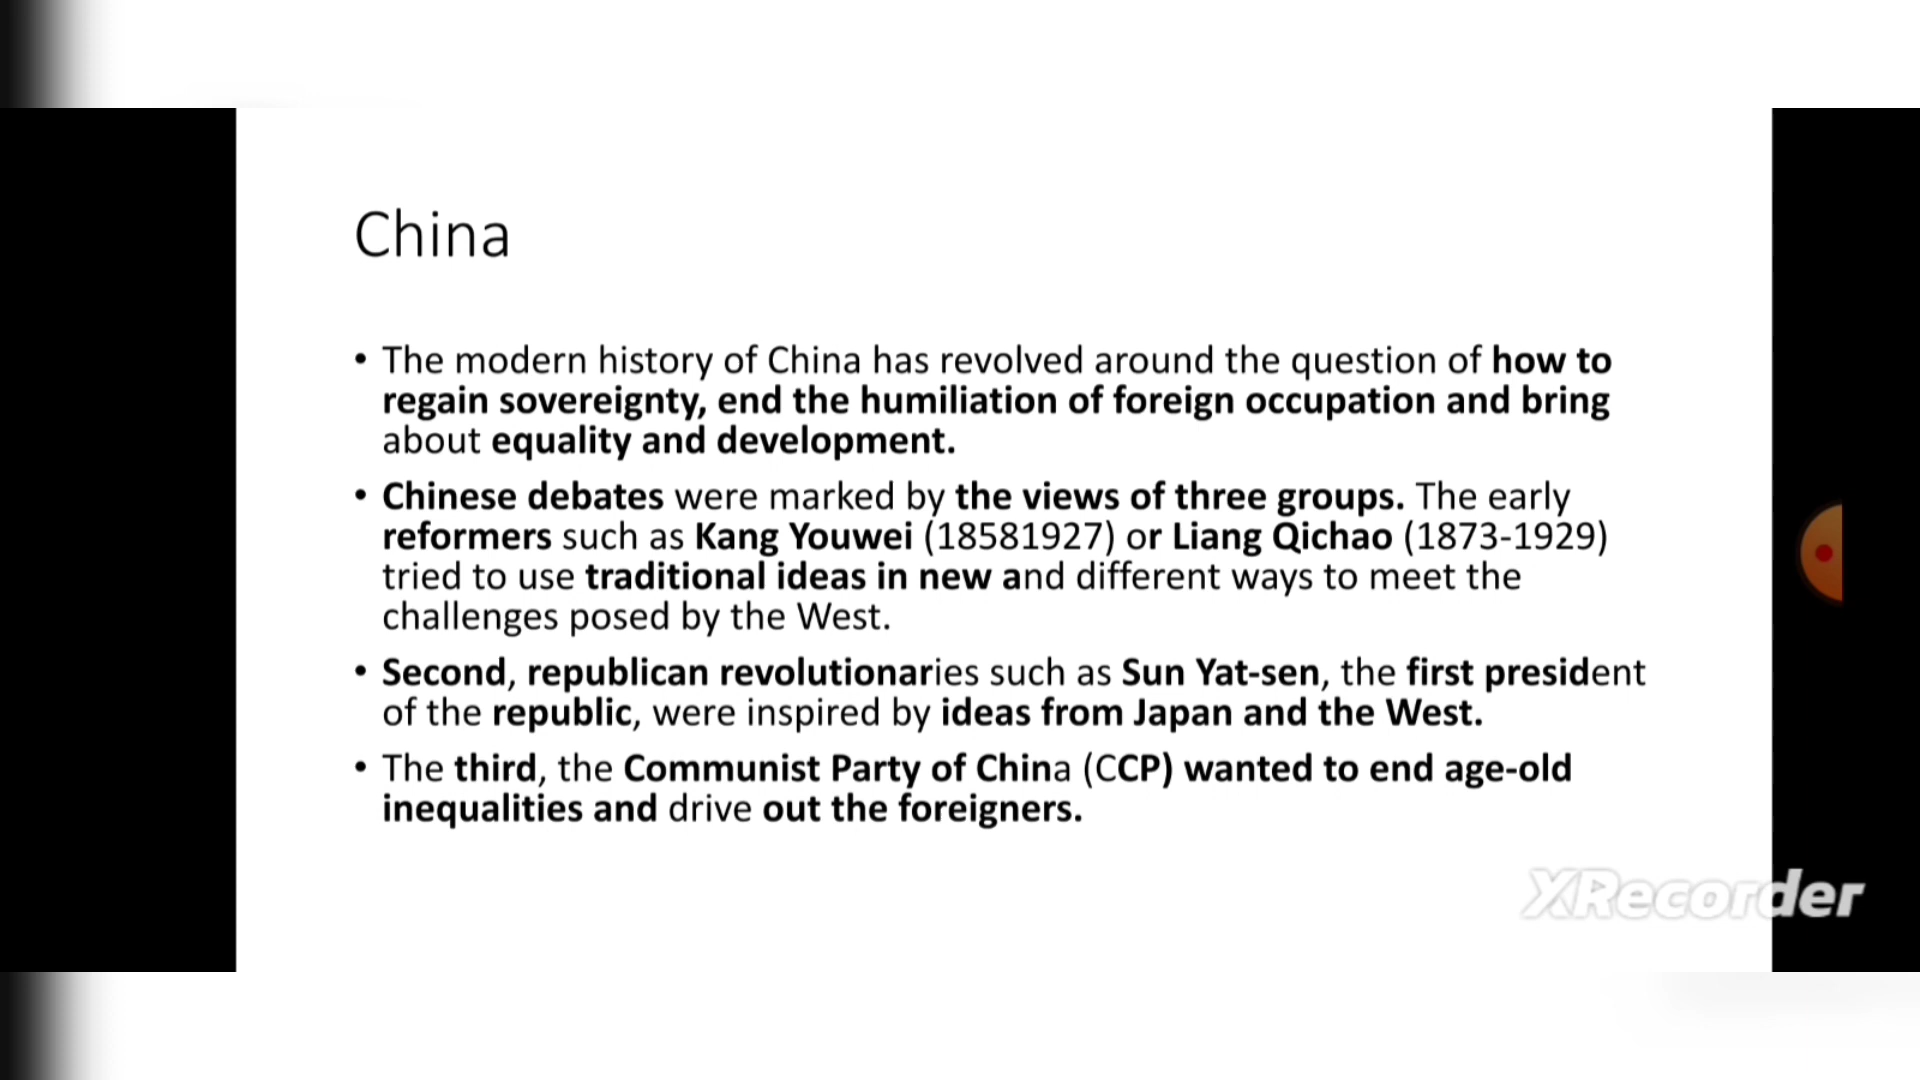 China
• The modern history of China has revolved around the question of how to
regain sovereignty, end the humiliation of foreign occupation and bring
about equality and development.
• Chinese debates were marked by the views of three groups. The early
reformers such as Kang Youwei (18581927) or Liang Qichao (1873-1929)
tried to use traditional ideas in new and different ways to meet the
challenges posed by the West.
• Second, republican revolutionaries such as Sun Yat-sen, the first president
of the republic, were inspired by ideas from Japan and the West.
• The third, the Communist Party of China (CCP) wanted to end age-old
inequalities and drive out the foreigners.
XRecorder